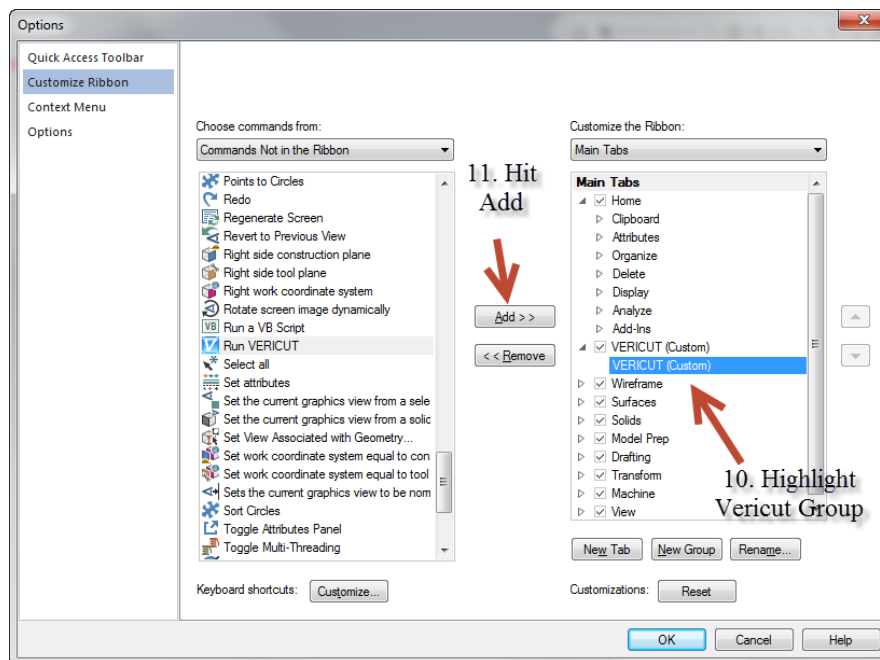 Options
Quick Access Toolbar
Customize Ribbon
Context Menu
Options
Choose commands from:
Commands Not in the Ribbon
Points to Circles
Redo
Regenerate Screen
Revert to Previous View
Right side construction plane
Right side tool plane
Right work coordinate system
Rotate screen image dynamically
VB Run a VB Script
Run VERICUT
Select all
Set attributes
Set the current graphics view from a sele
Set the current graphics view from a solic
Set View Associated with Geometry...
Set work coordinate system equal to con
Set work coordinate system equal to tool
Sets the current graphics view to be nom
Sort Circles
Toggle Attributes Panel
Toggle Multi-Threading
Keyboard shortcuts:
Customize...
11. Hit
Add
Add >>
<< Remove
Customize the Ribbon:
Main Tabs
Main Tabs
Home
Clipboard
Attributes
Organize
Delete
Display
Analyze
Add-Ins
VERICUT (Custom)
VERICUT (Custom)
Wireframe
Surfaces
Solids
Model Prep
Drafting
Transform
Machine
View
10. Highlight
Vericut Group
New Tab
New Group
Rename...
Customizations:
Reset
OK
Cancel
Help